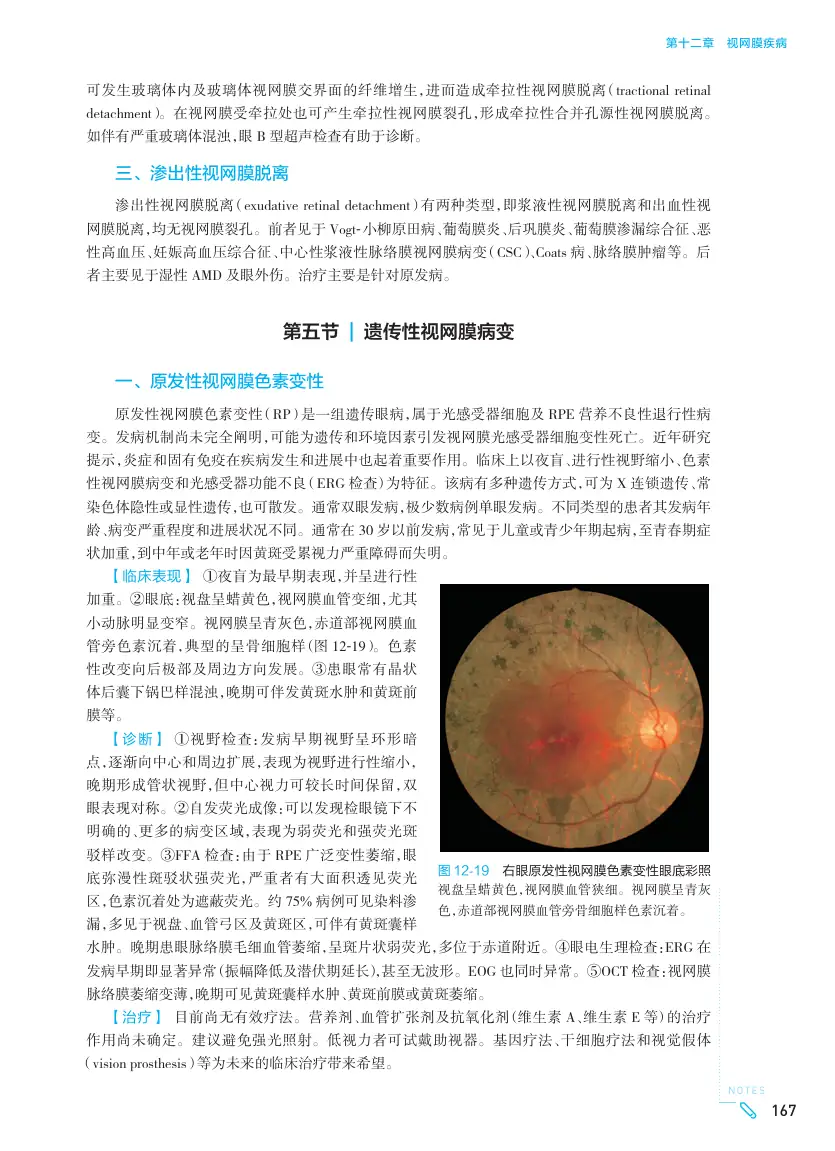 第十二章 视网膜疾病
可发生玻璃体内及玻璃体视网膜交界面的纤维增生,进而造成牵拉性视网膜脱离(tractional retinal
detachment)。在视网膜受牵拉处也可产生牵拉性视网膜裂孔,形成牵拉性合并孔源性视网膜脱离。
如伴有严重玻璃体混浊,眼 B 型超声检查有助于诊断。
三、渗出性视网膜脱离
渗出性视网膜脱离(exudative retinal detachment)有两种类型,即浆液性视网膜脱离和出血性视
网膜脱离,均无视网膜裂孔。前者见于 Vogt-小柳原田病、葡萄膜炎、后巩膜炎、葡萄膜渗漏综合征、恶
性高血压、妊娠高血压综合征、中心性浆液性脉络膜视网膜病变(CSC)、Coats 病、脉络膜肿瘤等。后
者主要见于湿性 AMD 及眼外伤。治疗主要是针对原发病。
第五节 | 遗传性视网膜病变
一、原发性视网膜色素变性
原发性视网膜色素变性(RP)是一组遗传眼病,属于光感受器细胞及 RPE 营养不良性退行性病
变。发病机制尚未完全阐明,可能为遗传和环境因素引发视网膜光感受器细胞变性死亡。近年研究
提示,炎症和固有免疫在疾病发生和进展中也起着重要作用。临床上以夜盲、进行性视野缩小、色素
性视网膜病变和光感受器功能不良(ERG 检查)为特征。该病有多种遗传方式,可为 X 连锁遗传、常
染色体隐性或显性遗传,也可散发。通常双眼发病,极少数病例单眼发病。不同类型的患者其发病年
龄、病变严重程度和进展状况不同。通常在 30 岁以前发病,常见于儿童或青少年期起病,至青春期症
状加重,到中年或老年时因黄斑受累视力严重障碍而失明。
【临床表现】 ①夜盲为最早期表现,并呈进行性
加重。②眼底:视盘呈蜡黄色,视网膜血管变细,尤其
小动脉明显变窄。视网膜呈青灰色,赤道部视网膜血
管旁色素沉着,典型的呈骨细胞样(图 12-19)。色素
性改变向后极部及周边方向发展。③患眼常有晶状
体后囊下锅巴样混浊,晚期可伴发黄斑水肿和黄斑前
膜等。
【诊断】 ①视野检查:发病早期视野呈环形暗
点,逐渐向中心和周边扩展,表现为视野进行性缩小,
晚期形成管状视野,但中心视力可较长时间保留,双
眼表现对称。②自发荧光成像:可以发现检眼镜下不
明确的、更多的病变区域,表现为弱荧光和强荧光斑
驳样改变。③FFA 检查:由于 RPE 广泛变性萎缩,眼
底弥漫性斑驳状强荧光,严重者有大面积透见荧光
区,色素沉着处为遮蔽荧光。约 75% 病例可见染料渗
漏,多见于视盘、血管弓区及黄斑区,可伴有黄斑囊样
水肿。晚期患眼脉络膜毛细血管萎缩,呈斑片状弱荧光,多位于赤道附近。④眼电生理检查:ERG 在
发病早期即显著异常(振幅降低及潜伏期延长),甚至无波形。EOG 也同时异常。⑤OCT 检查:视网膜
脉络膜萎缩变薄,晚期可见黄斑囊样水肿、黄斑前膜或黄斑萎缩。
【治疗】 目前尚无有效疗法。营养剂、血管扩张剂及抗氧化剂(维生素 A、维生素 E 等)的治疗
作用尚未确定。建议避免强光照射。低视力者可试戴助视器。基因疗法、干细胞疗法和视觉假体
(vision prosthesis)等为未来的临床治疗带来希望。
图 12-19 右眼原发性视网膜色素变性眼底彩照
视盘呈蜡黄色,视网膜血管狭细。视网膜呈青灰
色,赤道部视网膜血管旁骨细胞样色素沉着。
NOTES
167